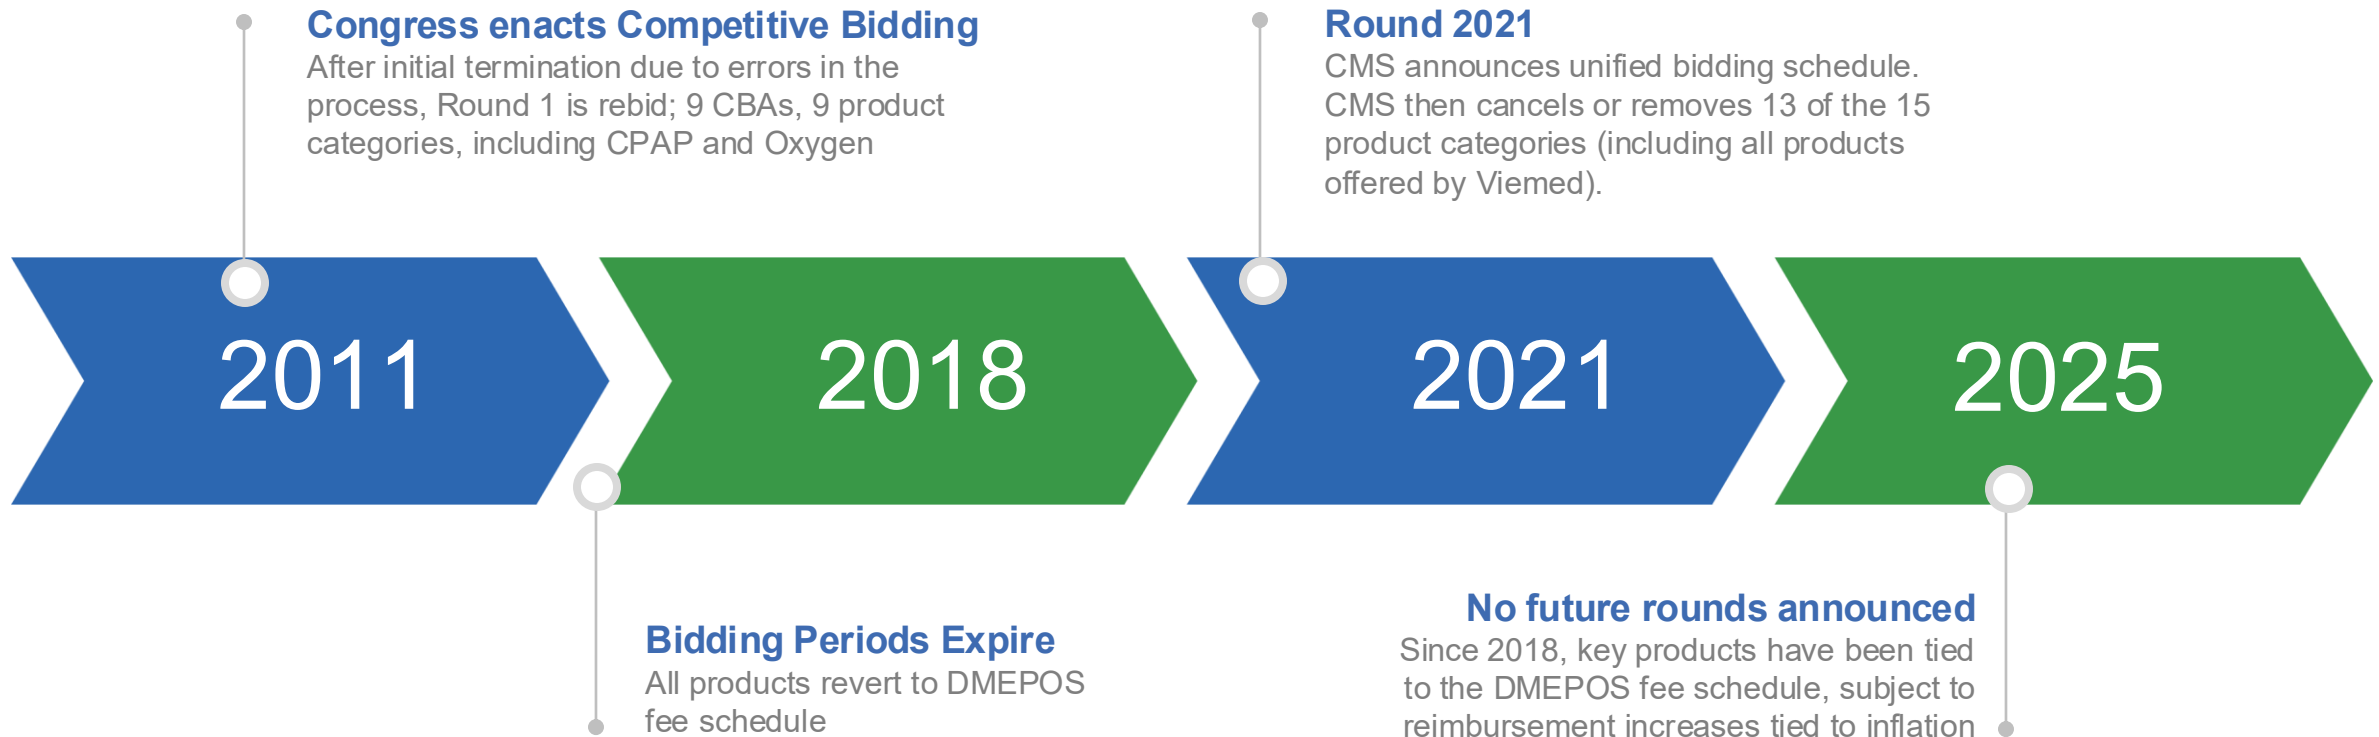 Congress enacts Competitive Bidding
After initial termination due to errors in the
process, Round 1 is rebid; 9 CBAs, 9 product
categories, including CPAP and Oxygen
Round 2021
CMS announces unified bidding schedule.
CMS then cancels or removes 13 of the 15
product categories (including all products
offered by Viemed).
2011
2018
2021
2025
Bidding Periods Expire
All products revert to DMEPOS
fee schedule
No future rounds announced
Since 2018, key products have been tied
to the DMEPOS fee schedule, subject to
reimbursement increases tied to inflation